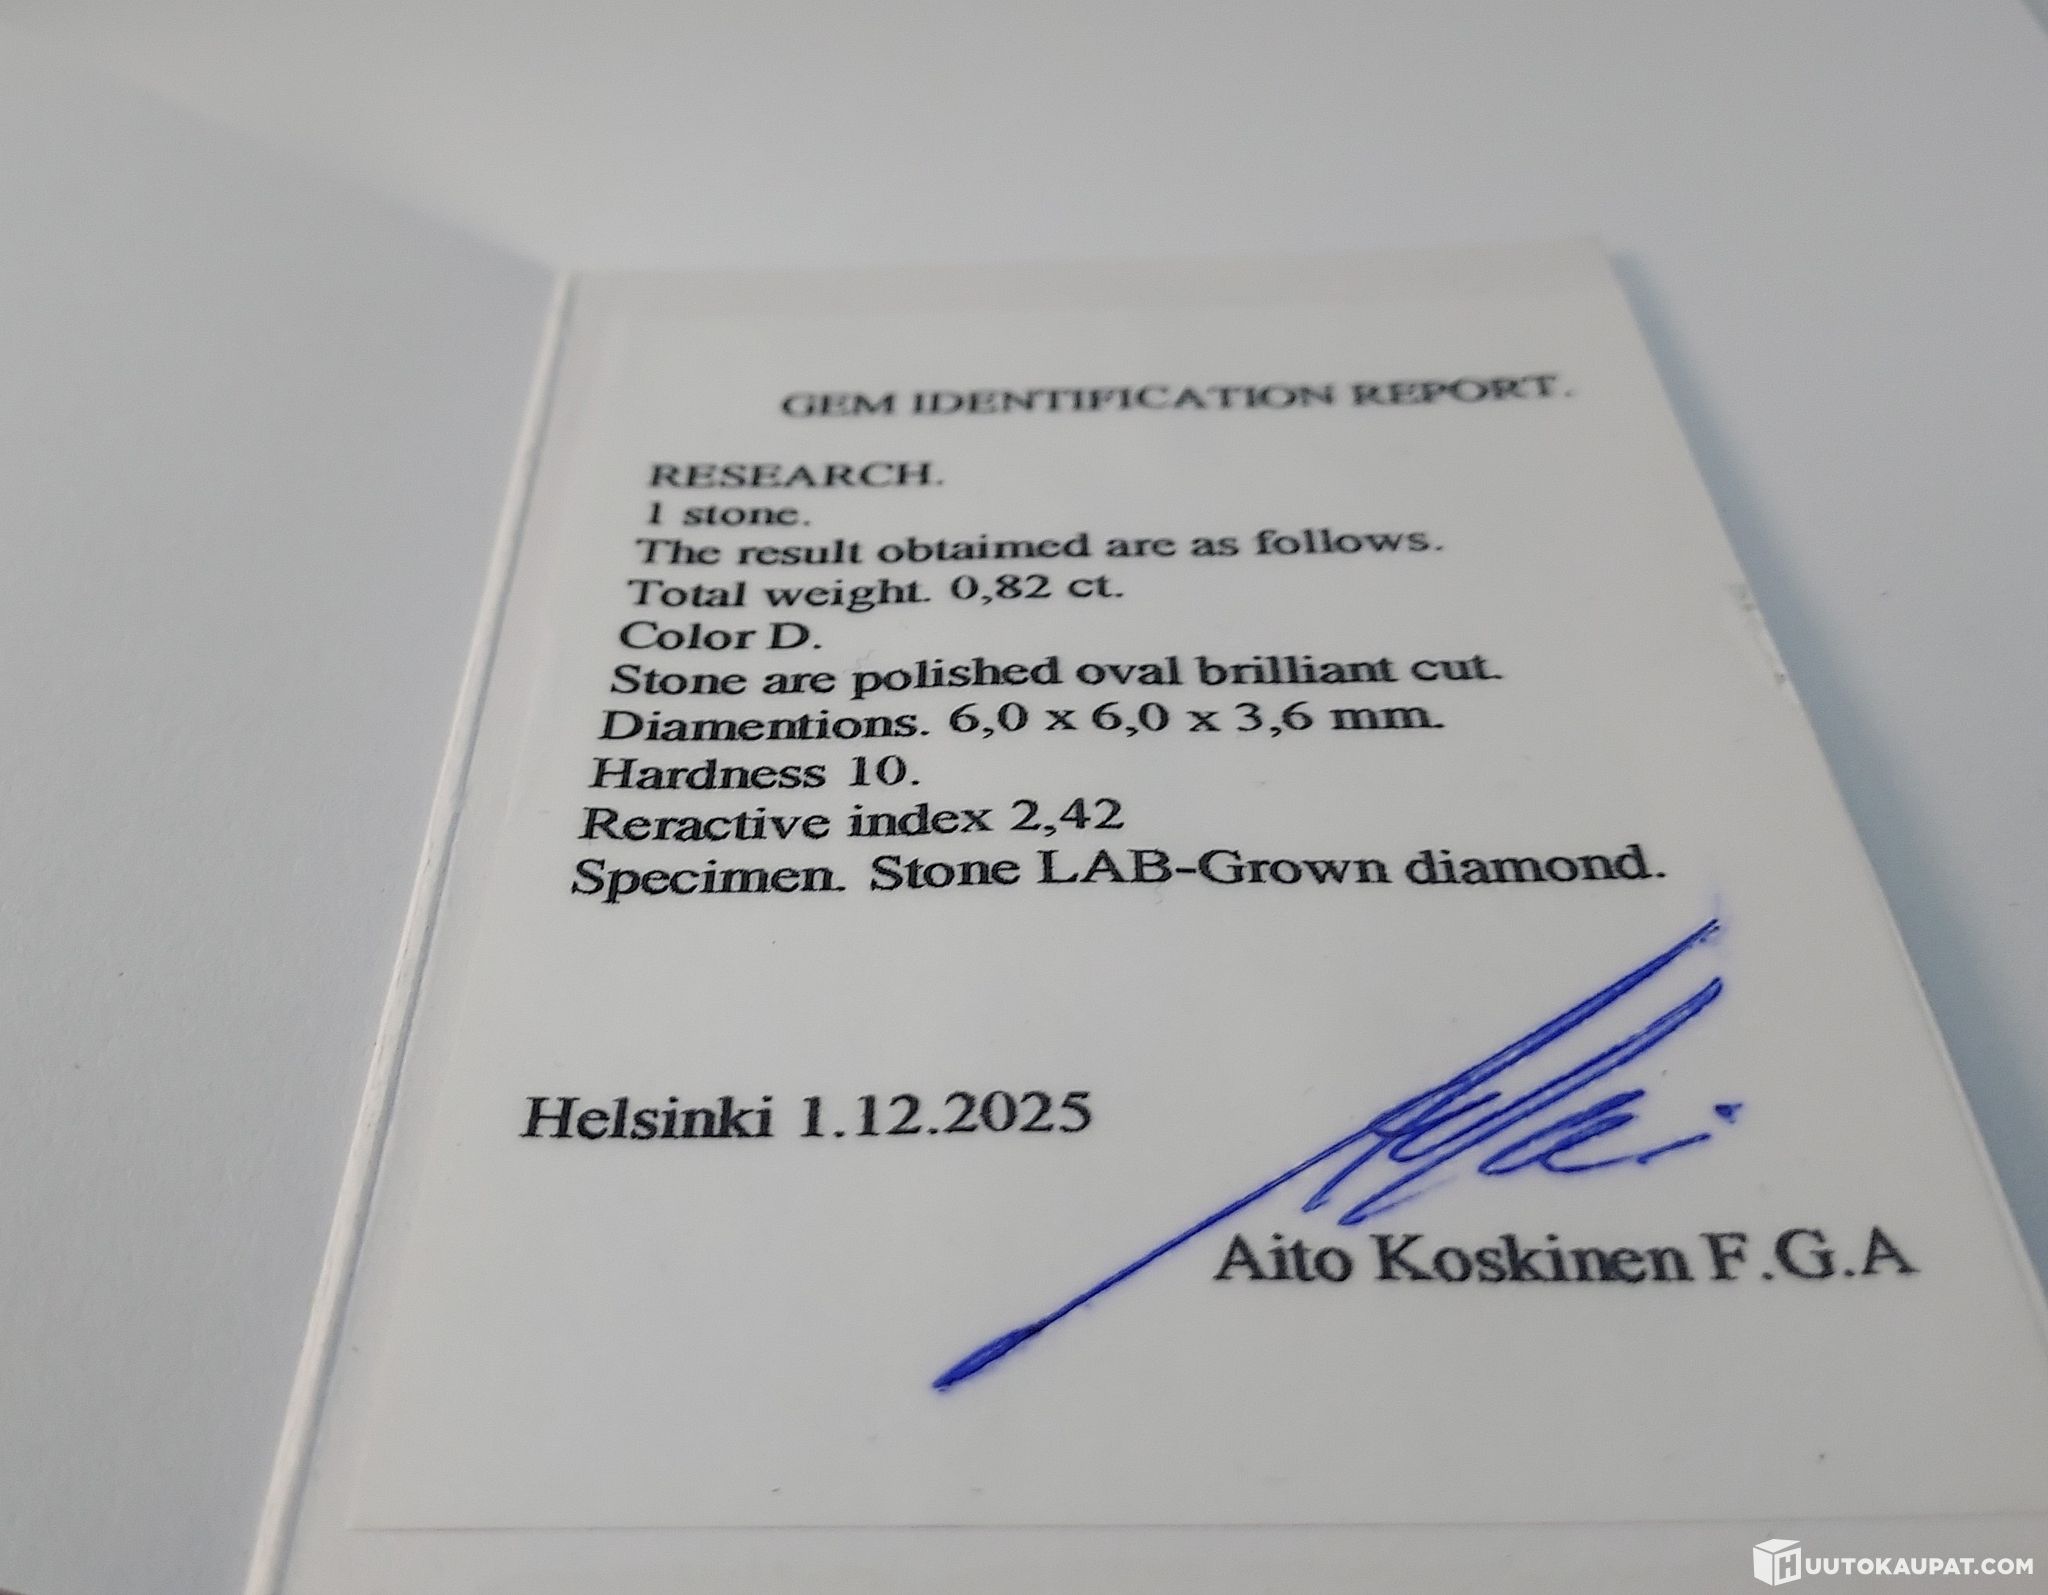 GEM IDENTIFICATION REPORT.
RESEARCH.
1 stone.
The result obtaimed are as follows.
Total weight. 0,82 ct.
Color D.
Stone are polished oval brilliant cut.
Diamentions. 6,0 x 6,0 x 3,6 mm.
Hardness 10.
Reractive index 2,42
Specimen. Stone LAB-Grown diamond.
Helsinki 1.12.2025
Aito Koskinen F.G.A
HUUTOKAUPAT.COM